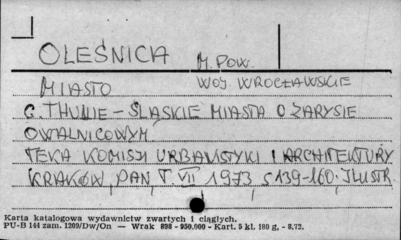 OLEŚNICA M. POW.
MIASTO WOJ WROCŁAWSKIE
G. THULLIE – ŚLĄSKIE MIASTA O ZARYSIE
OWALNICOWYM
TEKA KOMISJI URBANISTYKI I ARCHITEKTURY
KRAKÓW, PAN, T. VII 1973 S 139-160. ILUSTR.
Karta katalogowa wydawnictw zwartych i ciągłych.
PU-B 144 zam. 1209/Dw/On — Wrak 898 - 950.000 - Kart. 5 kl. 180 g, - 8,72.